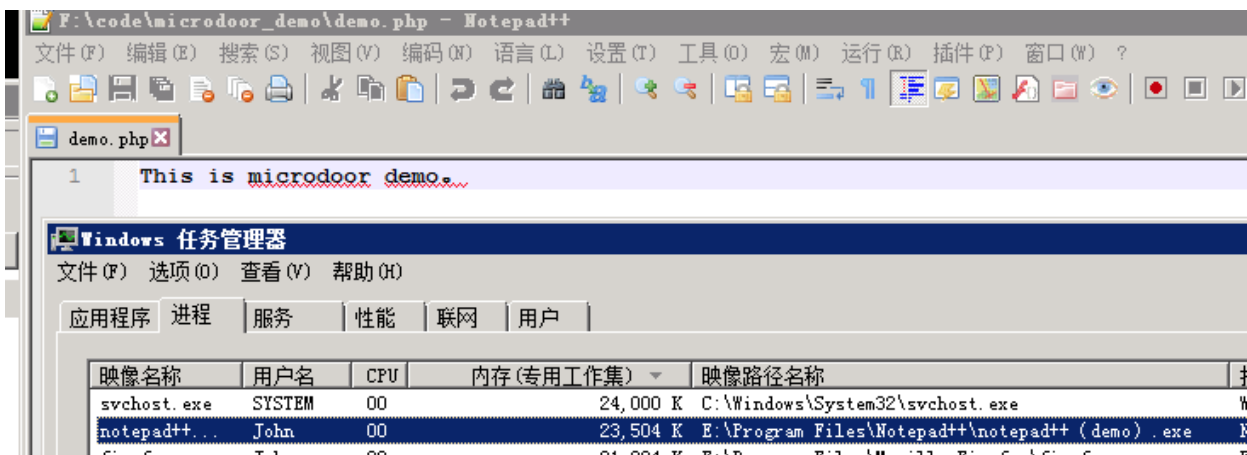 F:\code\microdoor_demo\demo.php - Notepad++
文件(F) 编辑(E) 搜索(S) 视图(V) 编码(N) 语言(L) 设置(T) 工具(O) 宏(M) 运行(R) 插件(P) 窗口(W) ?
demo.php
1 This is microdoor demo。
Windows 任务管理器
文件(F) 选项(O) 查看(V) 帮助(H)
应用程序 进程 服务 性能 联网 用户
映像名称 用户名 CPU 内存(专用工作集) 映像路径名称
svchost.exe SYSTEM 00 24,000 K C:\Windows\System32\svchost.exe
notepad++... John 00 23,504 K E:\Program Files\Notepad++\notepad++ (demo) .exe